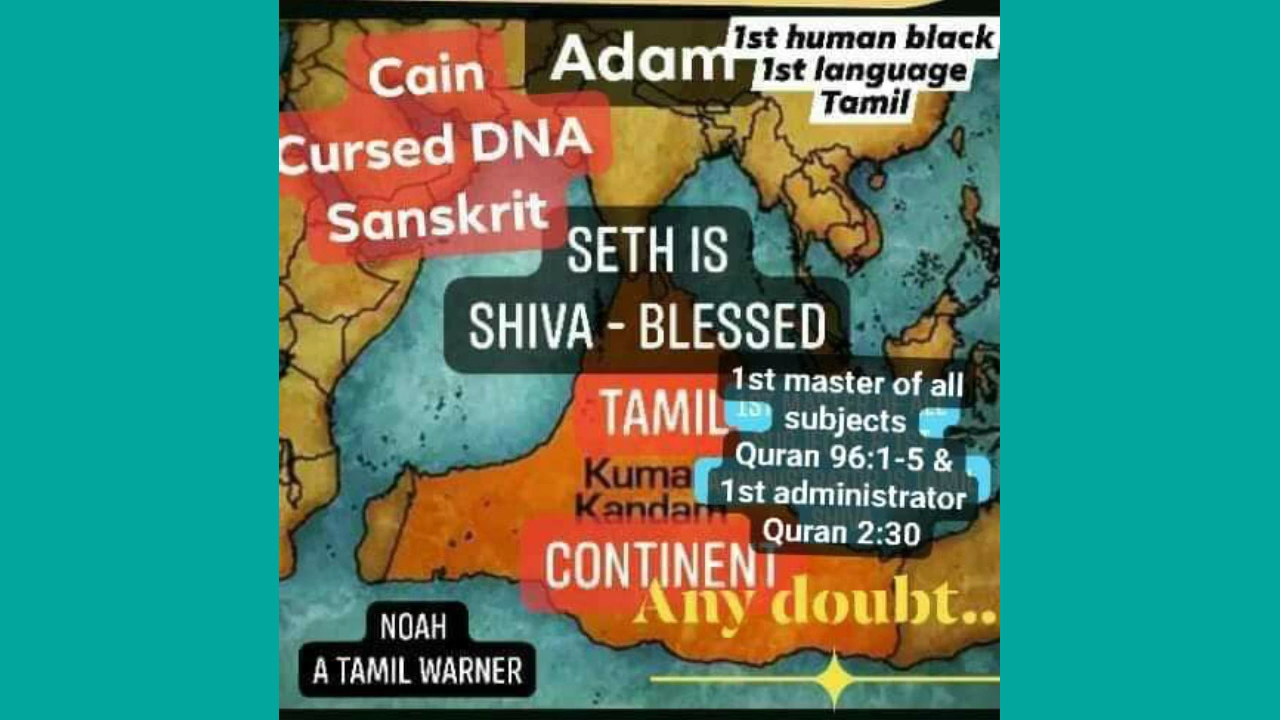 Cain
Cursed DNA
Sanskrit
Adam
1st human black
1st language
Tamil
SETH IS
SHIVA - BLESSED
TAMIL
Kuma
Kandam
CONTINENT
1st master of all
subjects
Quran 96:1-5 &
1st administrator
Quran 2:30
Any doubt..
NOAH
A TAMIL WARNER